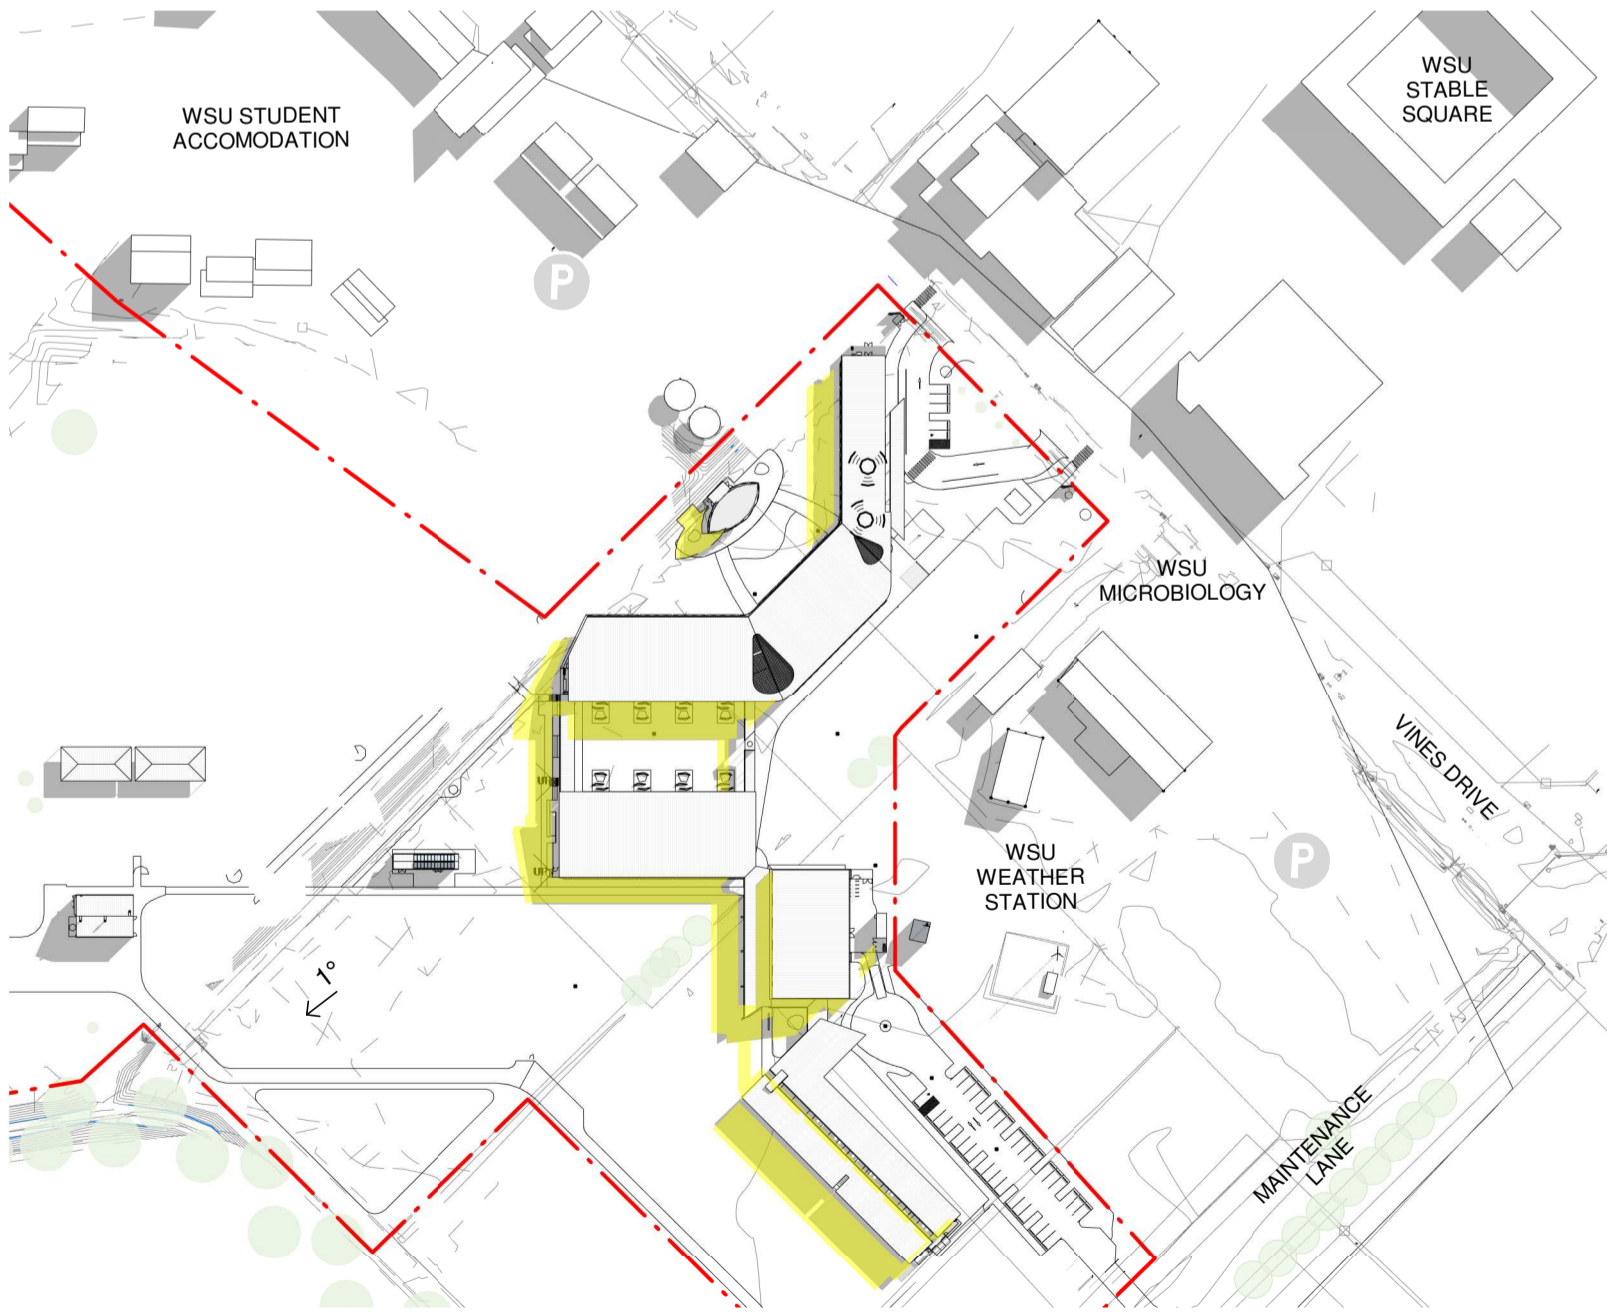 WSU STUDENT
ACCOMODATION
WSU
STABLE
SQUARE
P
WSU
MICROBIOLOGY
VINES DRIVE
WSU
WEATHER
STATION
P
1°
MAINTENANCE
LANE